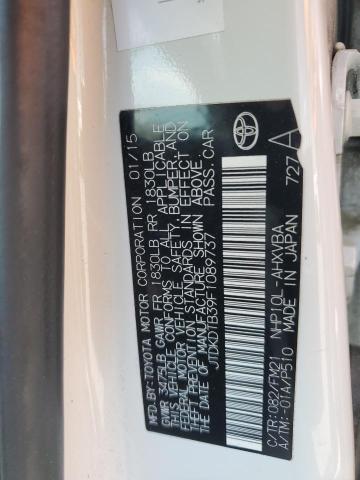 MFD.BY:TOYOTA MOTOR CORPORATION 01/15
GVWR 3475LB GAWR FR 1830LB RR 1830LB
THIS VEHICLE CONFORMS TO ALL APPLICABLE
FEDERAL MOTOR VEHICLE SAFETY, BUMPER, AND
THEFT PREVENTION STANDARDS IN EFFECT ON
THE DATE OF MANUFACTURE SHOWN ABOVE.
JTDKDTB39F1089737 PASS.CAR
C/TR:082/FM21 NHP10L-AHXVBA
A/TM:-01A/P510 MADE IN JAPAN 727A
TOYOTA